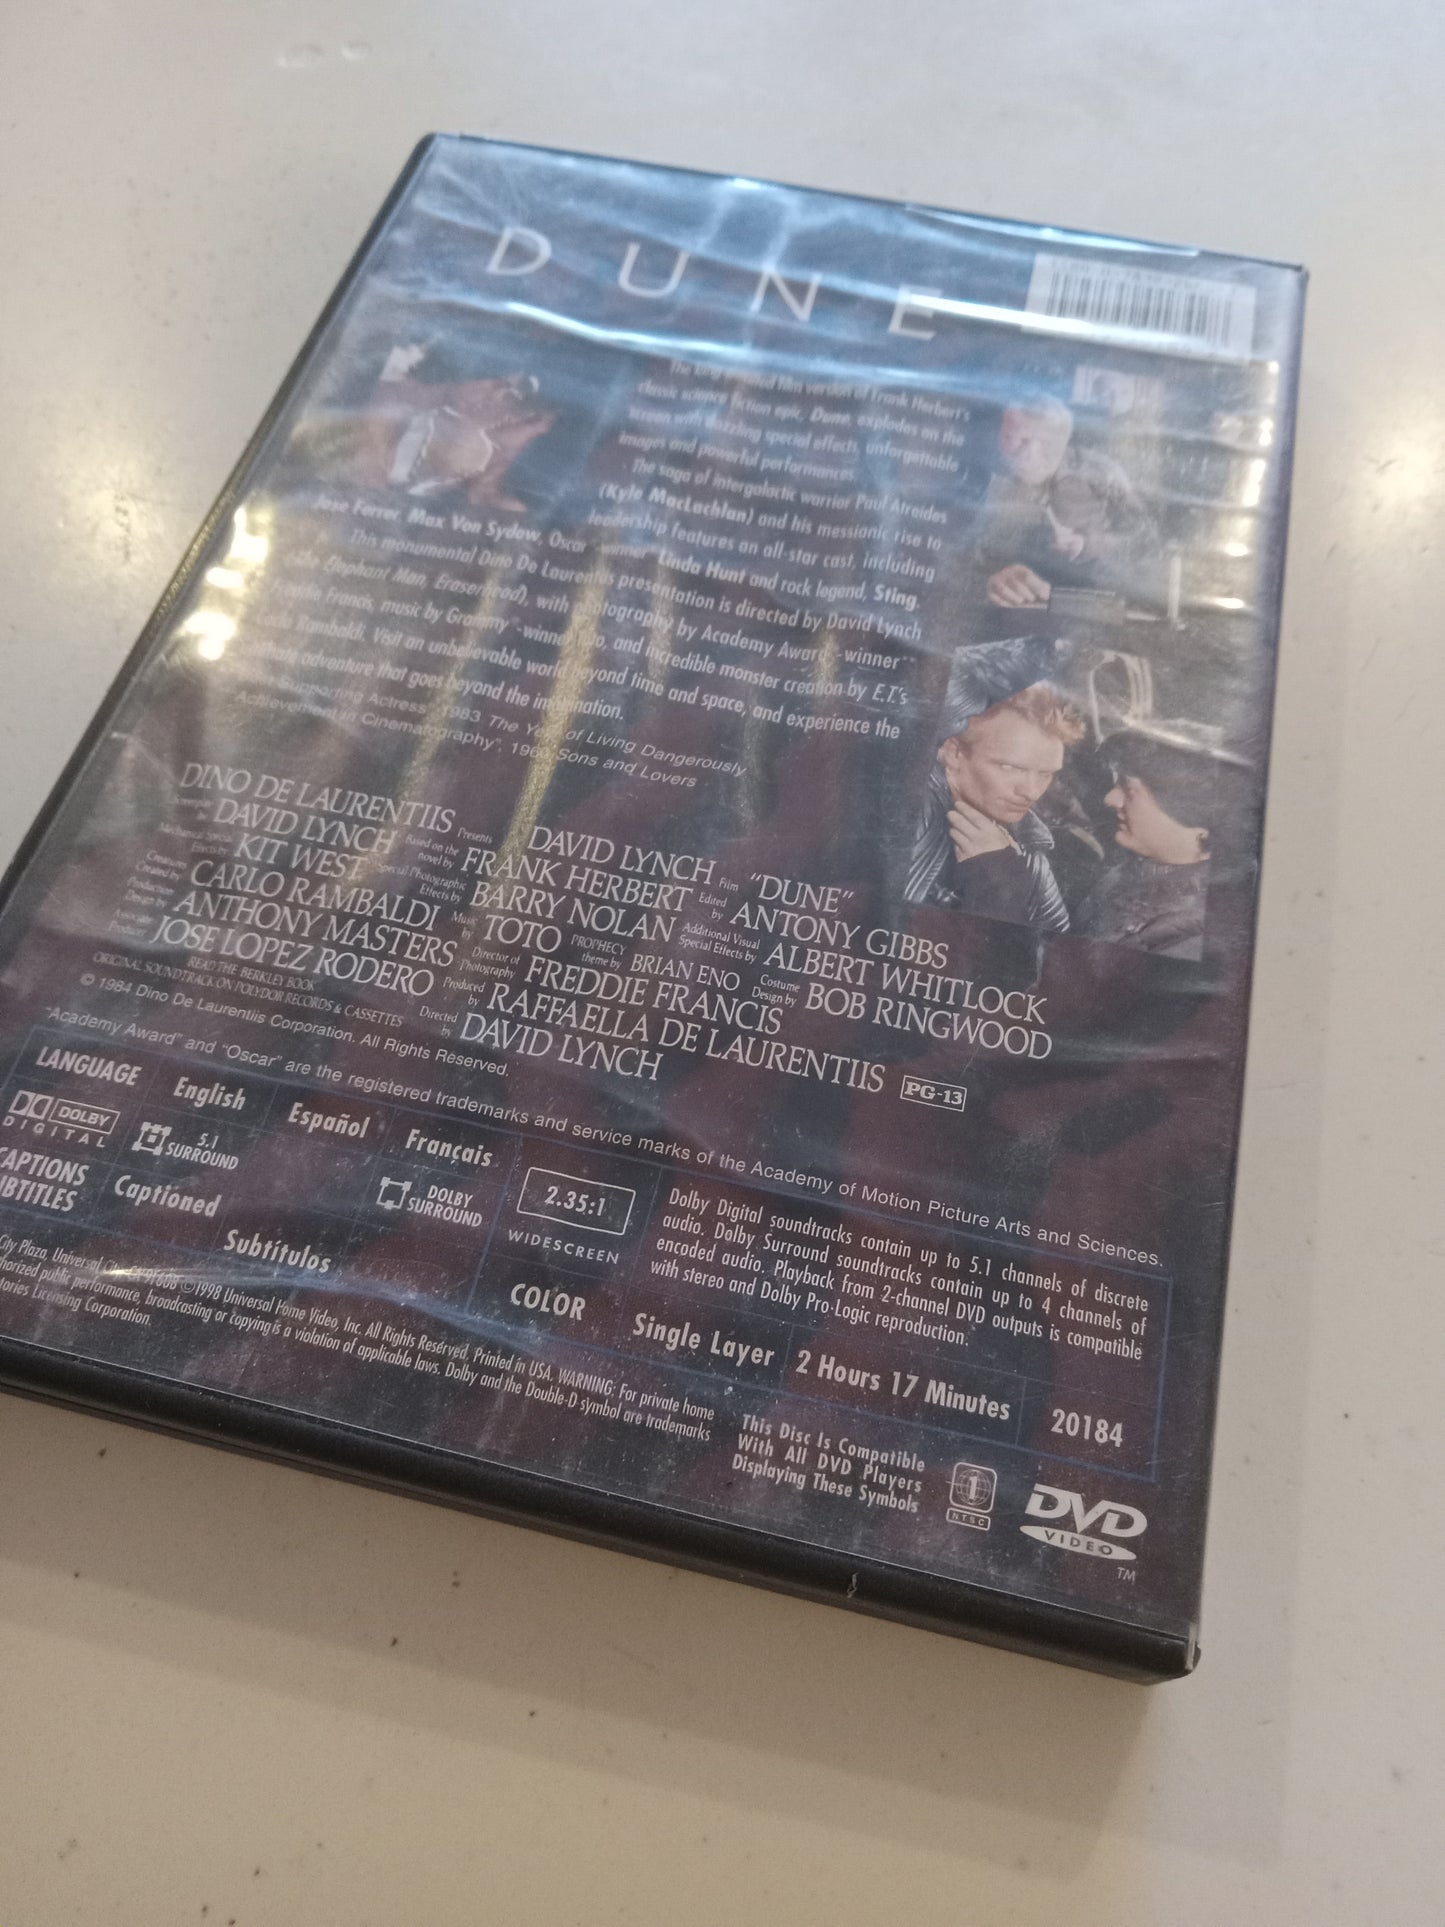 DUNE
The long film version of Frank Herbert's
classic science fiction epic, Dune, explodes on the
screen with dazzling special effects, unforgettable
images and powerful performances.
The saga of intergalactic warrior Paul Atreides
(Kyle MacLachlan) and his messianic rise to
leadership features an all-star cast, including
Jose Ferrer, Max Von Sydow, Oscar -winner Linda Hunt and rock legend, Sting.
This monumental Dino De Laurentiis presentation is directed by David Lynch
Elephant Man, Eraserhead), with photography by Academy Award -winner**
Freddie Francis, music by Grammy®-winner Toto, and incredible monster creation by E.T.'s
Rambaldi. Visit an unbelievable world beyond time and space, and experience the
adventure that goes beyond the imagination.
Supporting Actress", 1983 The Year of Living Dangerously
Achievement in Cinematography", 1960 Sons and Lovers
DINO DE LAURENTIIS Presents DAVID LYNCH Film "DUNE"
Screenplay by DAVID LYNCH Based on the novel by FRANK HERBERT Edited by ANTONY GIBBS
Mechanical Special Effects by KIT WEST Special Photographic Effects by BARRY NOLAN Additional Visual Special Effects by ALBERT WHITLOCK
Creatures Created by CARLO RAMBALDI Music by TOTO PROPHECY theme by BRIAN ENO Costume Design by BOB RINGWOOD
Production Design by ANTHONY MASTERS Director of Photography FREDDIE FRANCIS
Associate Producer JOSE LOPEZ RODERO Produced by RAFFAELLA DE LAURENTIIS PG-13
READ THE BERKLEY BOOK
ORIGINAL SOUNDTRACK ON POLYDOR RECORDS & CASSETTES Directed by DAVID LYNCH
© 1984 Dino De Laurentiis Corporation. All Rights Reserved.
"Academy Award" and "Oscar" are the registered trademarks and service marks of the Academy of Motion Picture Arts and Sciences.
LANGUAGE English Español Français
DOLBY DIGITAL 5.1 SURROUND DOLBY SURROUND
CAPTIONS Captioned
Subtítulos
2.35:1
WIDESCREEN
Dolby Digital soundtracks contain up to 5.1 channels of discrete
audio. Dolby Surround soundtracks contain up to 4 channels of
encoded audio. Playback from 2-channel DVD outputs is compatible
with stereo and Dolby Pro-Logic reproduction.
COLOR Single Layer 2 Hours 17 Minutes 20184
City Plaza, Universal City, CA 91608 ©1998 Universal Home Video, Inc. All Rights Reserved. Printed in USA. WARNING: For private home
public performance, broadcasting or copying is a violation of applicable laws. Dolby and the Double-D symbol are trademarks
Licensing Corporation.
This Disc Is Compatible
With All DVD Players
Displaying These Symbols
1
NTSC
DVD
VIDEO
TM